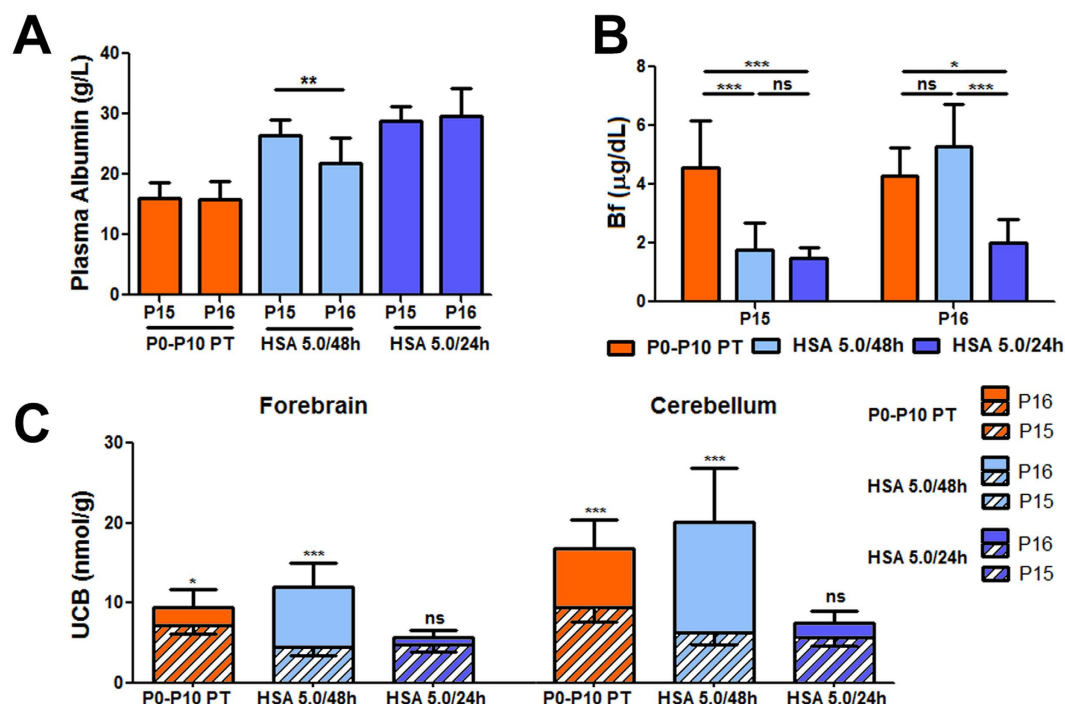 A
Plasma Albumin (g/L)
40
30
20
10
0
**
P15 P16 P15 P16 P15 P16
P0-P10 PT HSA 5.0/48h HSA 5.0/24h
B
Bf (µg/dL)
8
6
4
2
0
*** *
*** ns ns ***
P15 P16
P0-P10 PT HSA 5.0/48h HSA 5.0/24h
C
Forebrain Cerebellum
UCB (nmol/g)
30
20
10
0
* *** ns *** *** ns
P0-P10 PT HSA 5.0/48h HSA 5.0/24h P0-P10 PT HSA 5.0/48h HSA 5.0/24h
P0-P10 PT P16
P15
HSA 5.0/48h P16
P15
HSA 5.0/24h P16
P15